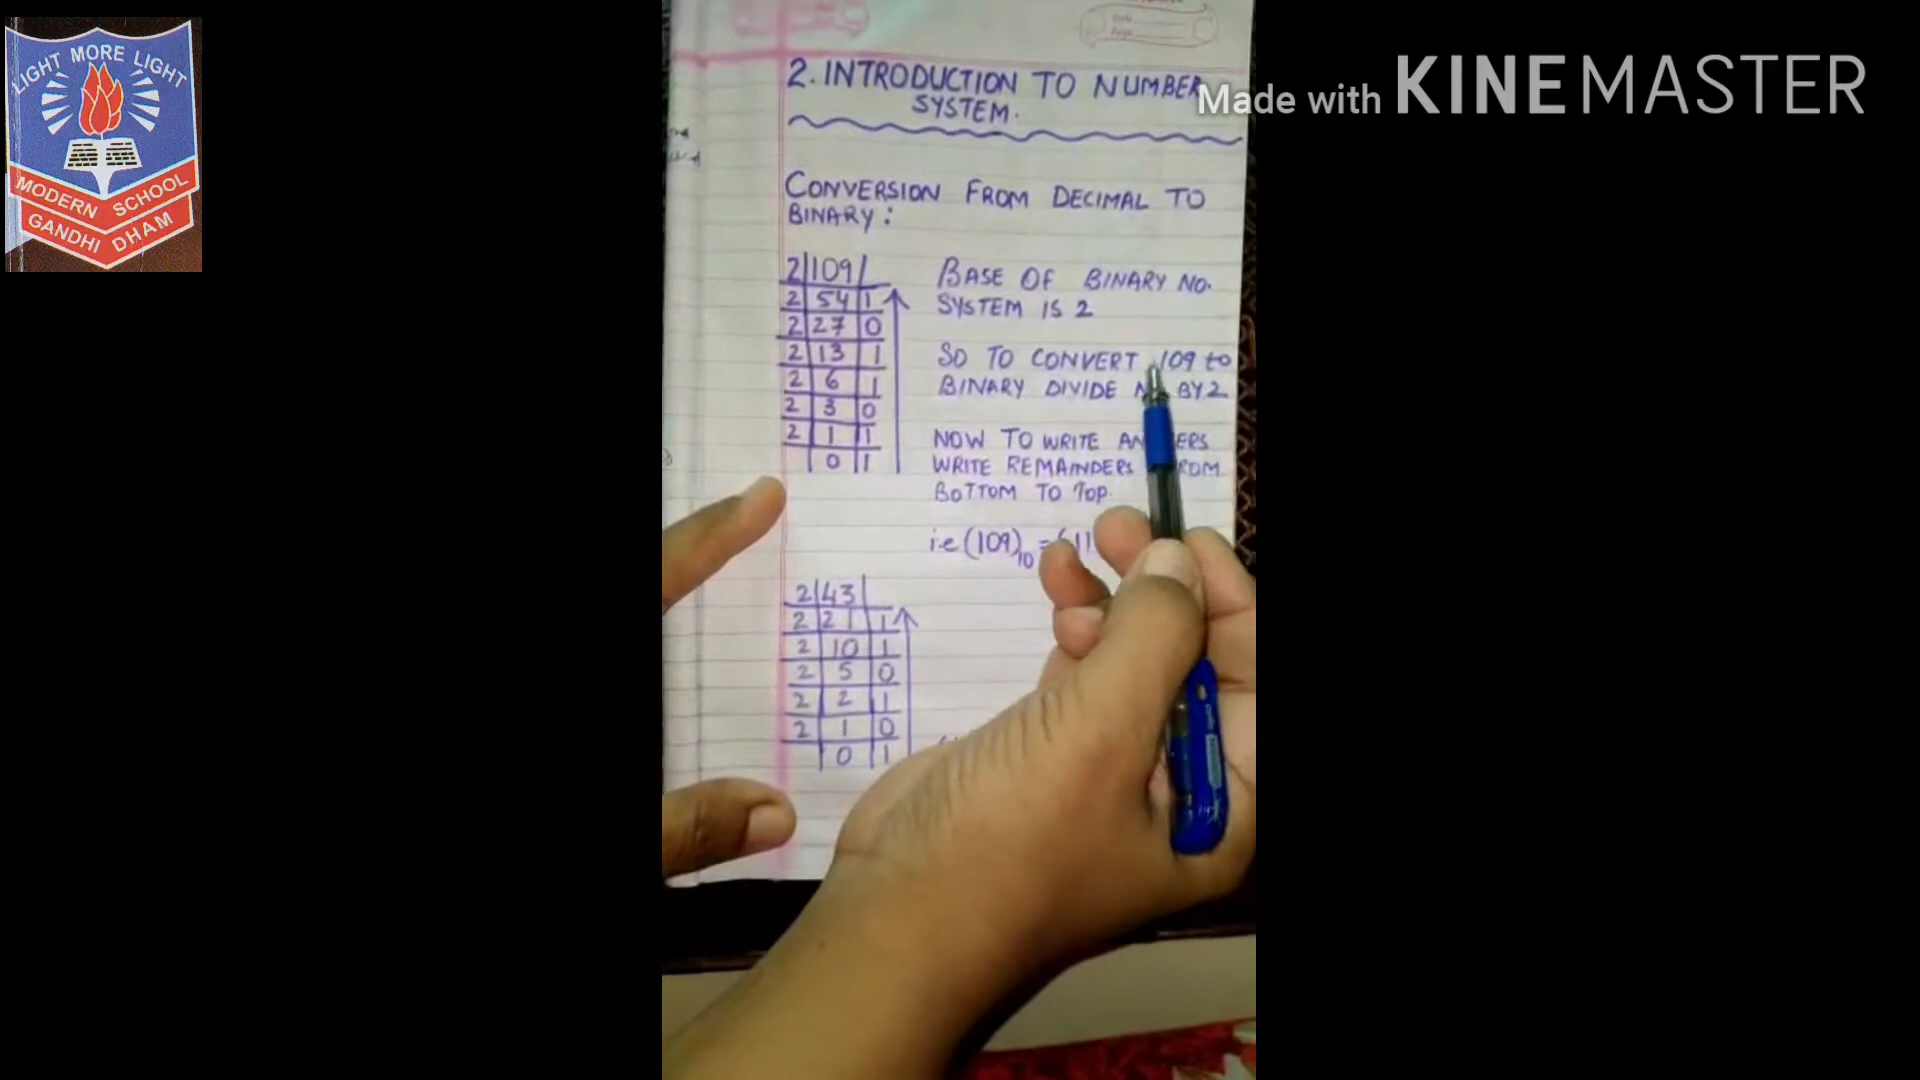 LIGHT MORE LIGHT
MODERN SCHOOL
GANDHI DHAM
Made with KINEMASTER
2. INTRODUCTION TO NUMBER
SYSTEM.
CONVERSION FROM DECIMAL TO
BINARY:
2 109
2 54 1
2 27 0
2 13 1
2 6 1
2 3 0
2 1 1
0 1
BASE OF BINARY NO.
SYSTEM IS 2
SO TO CONVERT 109 to
BINARY DIVIDE BY 2
NOW TO WRITE
WRITE REMAINDERS FROM
BOTTOM TO TOP.
i.e (109)10 = (11
2 43
2 21 1
2 10 1
2 5 0
2 2 1
2 1 0
0 1